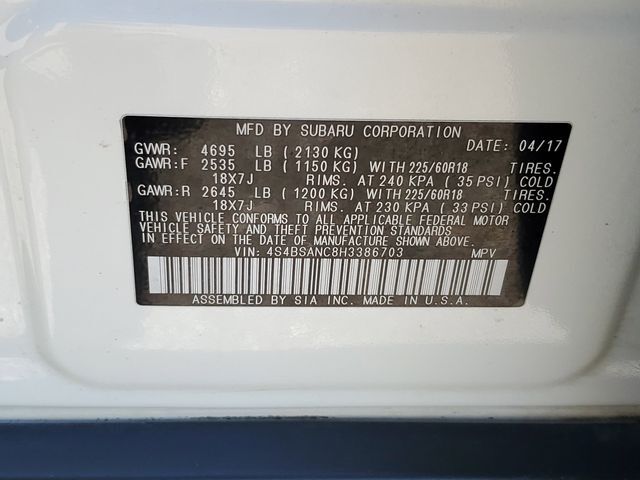 MFD BY SUBARU CORPORATION DATE: 04/17
GVWR: 4695 LB (2130 KG)
GAWR:F 2535 LB (1150 KG) WITH 225/60R18 TIRES.
18X7J RIMS. AT 240 KPA (35 PSI) COLD
GAWR:R 2645 LB (1200 KG) WITH 225/60R18 TIRES.
18X7J RIMS. AT 230 KPA (33 PSI) COLD
THIS VEHICLE CONFORMS TO ALL APPLICABLE FEDERAL MOTOR
VEHICLE SAFETY AND THEFT PREVENTION STANDARDS
IN EFFECT ON THE DATE OF MANUFACTURE SHOWN ABOVE.
VIN: 4S4BSANC8H3386703 MPV
ASSEMBLED BY SIA INC. MADE IN U.S.A.